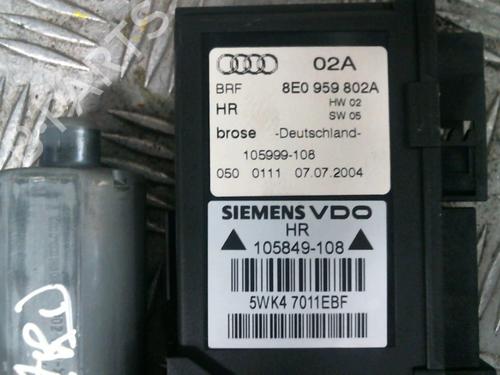 02A
BRF 8E0 959 802A
HR HW 02
SW 05
brose -Deutschland-
105999-108
050 0111 07.07.2004
SIEMENS VDO
HR
105849-108
5WK4 7011EBF